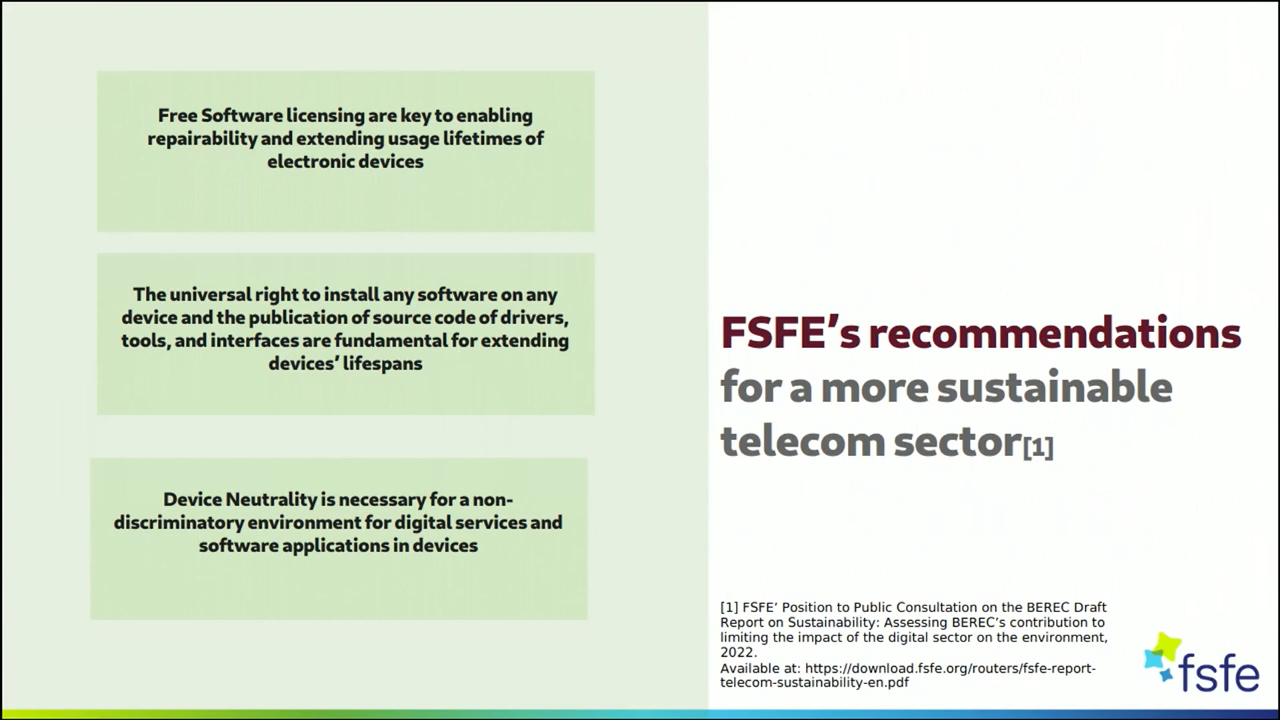 Free Software licensing are key to enabling
repairability and extending usage lifetimes of
electronic devices
The universal right to install any software on any
device and the publication of source code of drivers,
tools, and interfaces are fundamental for extending
devices’ lifespans
Device Neutrality is necessary for a non-
discriminatory environment for digital services and
software applications in devices
FSFE’s recommendations
for a more sustainable
telecom sector[1]
[1] FSFE’ Position to Public Consultation on the BEREC Draft
Report on Sustainability: Assessing BEREC’s contribution to
limiting the impact of the digital sector on the environment,
2022.
Available at: https://download.fsfe.org/routers/fsfe-report-
telecom-sustainability-en.pdf
fsfe